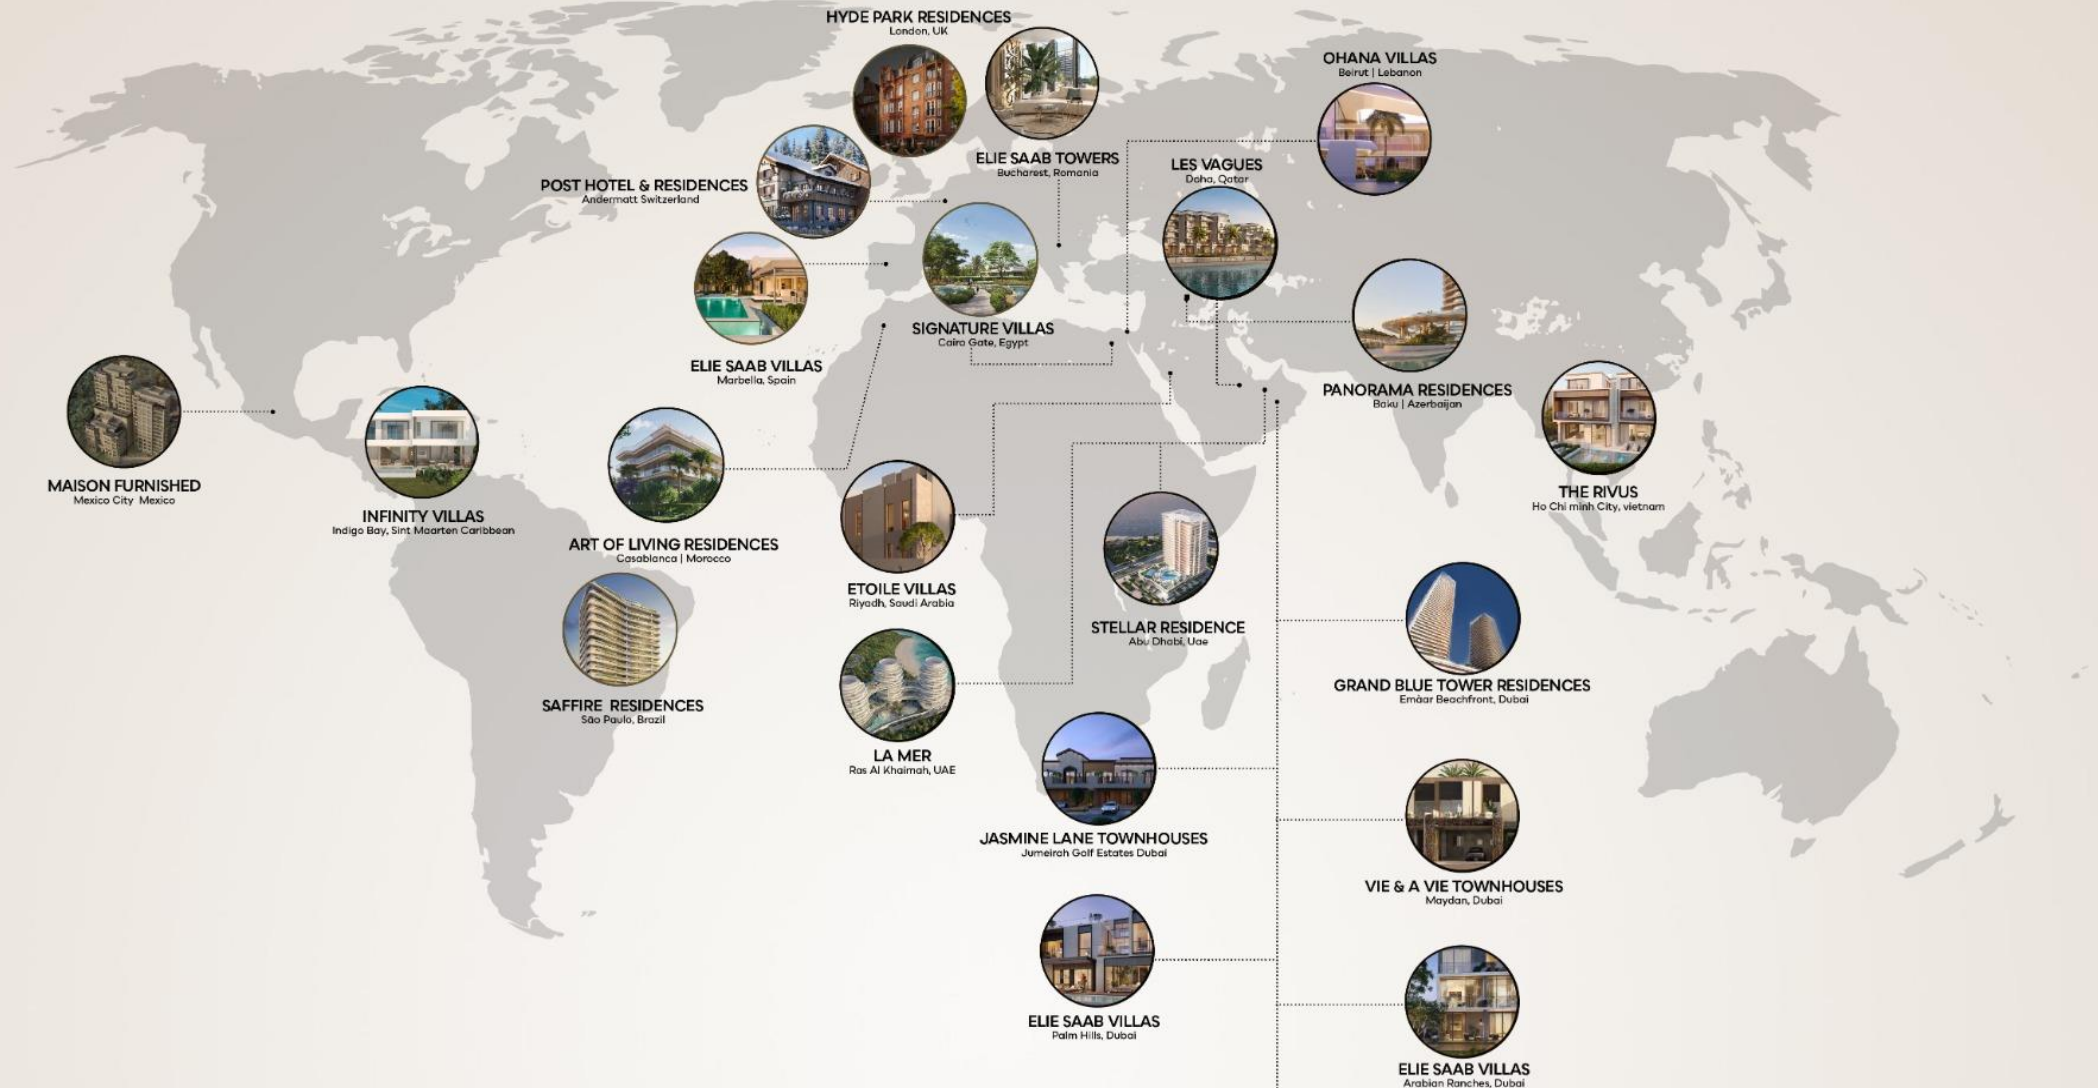 HYDE PARK RESIDENCES
London, UK
OHANA VILLAS
Beirut | Lebanon
ELIE SAAB TOWERS
Bucharest, Romania
LES VAGUES
Doha, Qatar
POST HOTEL & RESIDENCES
Andermatt Switzerland
SIGNATURE VILLAS
Cairo Gate, Egypt
ELIE SAAB VILLAS
Marbella, Spain
PANORAMA RESIDENCES
Baku | Azerbaijan
MAISON FURNISHED
Mexico City Mexico
THE RIVUS
Ho Chi minh City, vietnam
INFINITY VILLAS
Indigo Bay, Sint Maarten Caribbean
ART OF LIVING RESIDENCES
Casablanca | Morocco
ETOILE VILLAS
Riyadh, Saudi Arabia
STELLAR RESIDENCE
Abu Dhabi, Uae
GRAND BLUE TOWER RESIDENCES
Emàar Beachfront, Dubai
SAFFIRE RESIDENCES
São Paulo, Brazil
LA MER
Ras Al Khaimah, UAE
JASMINE LANE TOWNHOUSES
Jumeirah Golf Estates Dubai
VIE & A VIE TOWNHOUSES
Maydan, Dubai
ELIE SAAB VILLAS
Palm Hills, Dubai
ELIE SAAB VILLAS
Arabian Ranches, Dubai